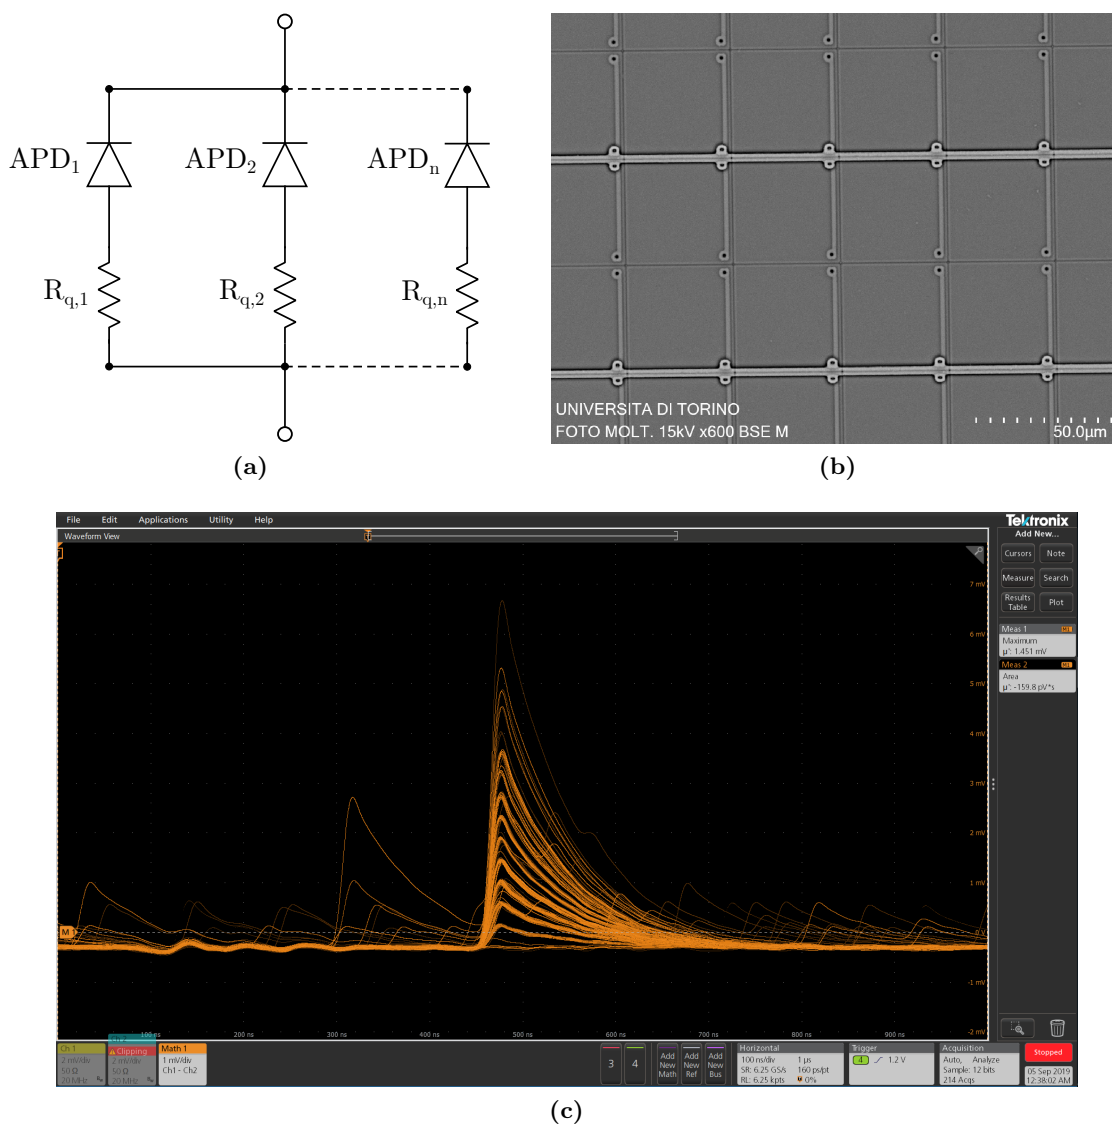 APD1
APD2
APDn
Rq,1
Rq,2
Rq,n
(a)
UNIVERSITA DI TORINO
FOTO MOLT. 15kV x600 BSE M
50.0µm
(b)
File Edit Applications Utility Help
Tektronix
Waveform View
Add New...
Cursors Note
Measure Search
Results Table Plot
Meas 1 M1
Maximum
µ': 1.451 mV
Meas 2 M1
Area
µ': -159.8 pV*s
7 mV
6 mV
5 mV
4 mV
3 mV
2 mV
1 mV
0 V
-1 mV
-2 mV
M 1
100 ns 200 ns 300 ns 400 ns 500 ns 600 ns 700 ns 800 ns 900 ns
Ch 1
2 mV/div
50 Ω
20 MHz
Ch 2
Clipping
2 mV/div
50 Ω
20 MHz
Math 1
1 mV/div
Ch1 - Ch2
3 4
Add New Math
Add New Ref
Add New Bus
Horizontal
100 ns/div 1 µs
SR: 6.25 GS/s 160 ps/pt
RL: 6.25 kpts 0%
Trigger
4 1.2 V
Acquisition
Auto, Analyze
Sample: 12 bits
214 Acqs
Stopped
05 Sep 2019
12:38:02 AM
(c)